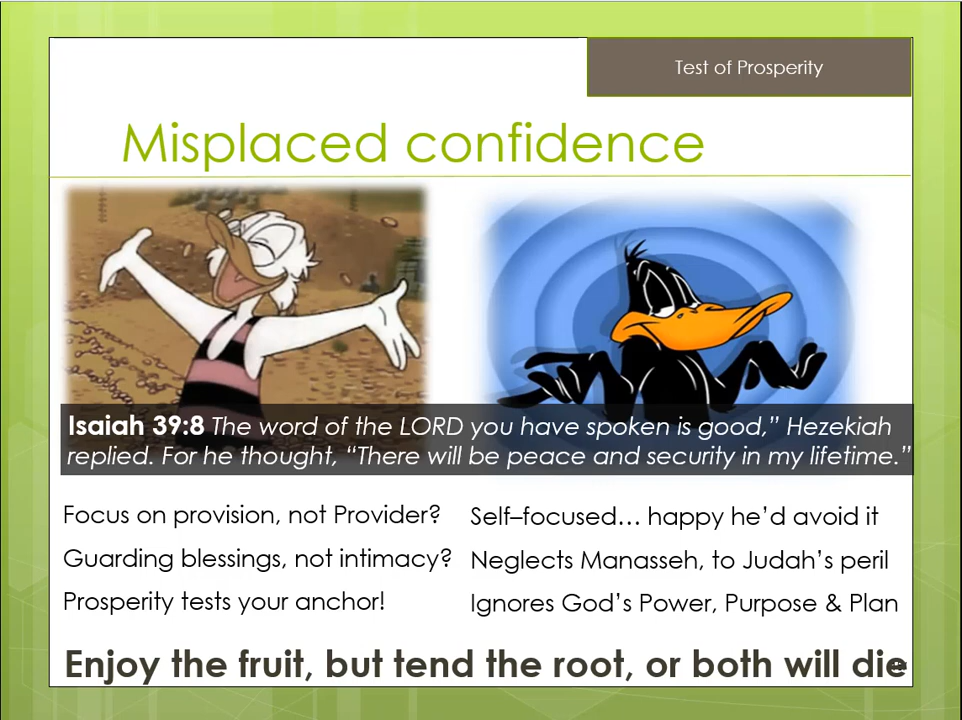 Test of Prosperity
Misplaced confidence
Isaiah 39:8 The word of the LORD you have spoken is good,” Hezekiah
replied. For he thought, “There will be peace and security in my lifetime.”
Focus on provision, not Provider?
Guarding blessings, not intimacy?
Prosperity tests your anchor!
Self–focused… happy he’d avoid it
Neglects Manasseh, to Judah’s peril
Ignores God’s Power, Purpose & Plan
Enjoy the fruit, but tend the root, or both will die